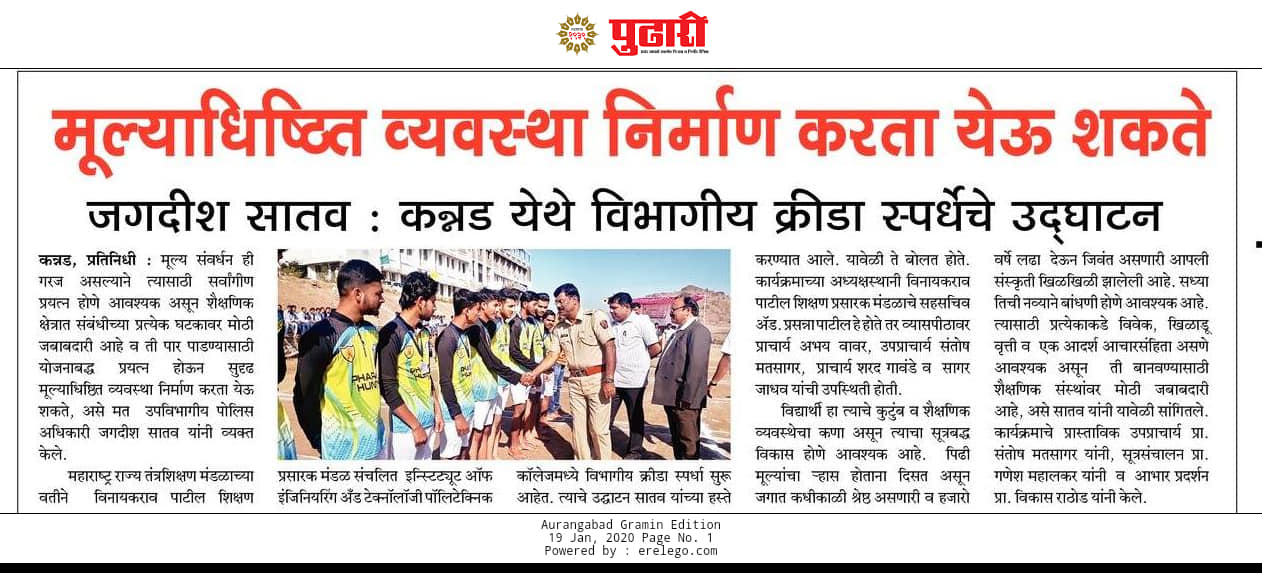 पुढारी
मूल्याधिष्ठित व्यवस्था निर्माण करता येऊ शकते
जगदीश सातव : कन्नड येथे विभागीय क्रीडा स्पर्धेचे उद्घाटन
कन्नड, प्रतिनिधी : मूल्य संवर्धन ही
गरज असल्याने त्यासाठी सर्वांगीण
प्रयत्न होणे आवश्यक असून शैक्षणिक
क्षेत्रात संबंधीच्या प्रत्येक घटकावर मोठी
जबाबदारी आहे व ती पार पाडण्यासाठी
योजनाबद्ध प्रयत्न होऊन सुदृढ
मूल्याधिष्ठित व्यवस्था निर्माण करता येऊ
शकते, असे मत उपविभागीय पोलिस
अधिकारी जगदीश सातव यांनी व्यक्त
केले.
महाराष्ट्र राज्य तंत्रशिक्षण मंडळाच्या
वतीने विनायकराव पाटील शिक्षण
प्रसारक मंडळ संचलित इन्स्टिट्यूट ऑफ
इंजिनियरिंग अँड टेक्नॉलॉजी पॉलिटेक्निक
कॉलेजमध्ये विभागीय क्रीडा स्पर्धा सुरू
आहेत. त्याचे उद्घाटन सातव यांच्या हस्ते
करण्यात आले. यावेळी ते बोलत होते.
कार्यक्रमाच्या अध्यक्षस्थानी विनायकराव
पाटील शिक्षण प्रसारक मंडळाचे सहसचिव
अ‍ॅड. प्रसन्ना पाटील हे होते तर व्यासपीठावर
प्राचार्य अभय वावर, उपप्राचार्य संतोष
मतसागर, प्राचार्य शरद गावंडे व सागर
जाधव यांची उपस्थिती होती.
विद्यार्थी हा त्याचे कुटुंब व शैक्षणिक
व्यवस्थेचा कणा असून त्याचा सूत्रबद्ध
विकास होणे आवश्यक आहे. पिढी
मूल्यांचा ऱ्हास होताना दिसत असून
जगात कधीकाळी श्रेष्ठ असणारी व हजारो
वर्षे लढा देऊन जिवंत असणारी आपली
संस्कृती खिळखिळी झालेली आहे. सध्या
तिची नव्याने बांधणी होणे आवश्यक आहे.
त्यासाठी प्रत्येकाकडे विवेक, खिळाडू
वृत्ती व एक आदर्श आचारसंहिता असणे
आवश्यक असून ती बानवण्यासाठी
शैक्षणिक संस्थांवर मोठी जबाबदारी
आहे, असे सातव यांनी यावेळी सांगितले.
कार्यक्रमाचे प्रास्ताविक उपप्राचार्य प्रा.
संतोष मतसागर यांनी, सूत्रसंचालन प्रा.
गणेश महालकर यांनी व आभार प्रदर्शन
प्रा. विकास राठोड यांनी केले.
Aurangabad Gramin Edition
19 Jan, 2020 Page No. 1
Powered by : erelego.com